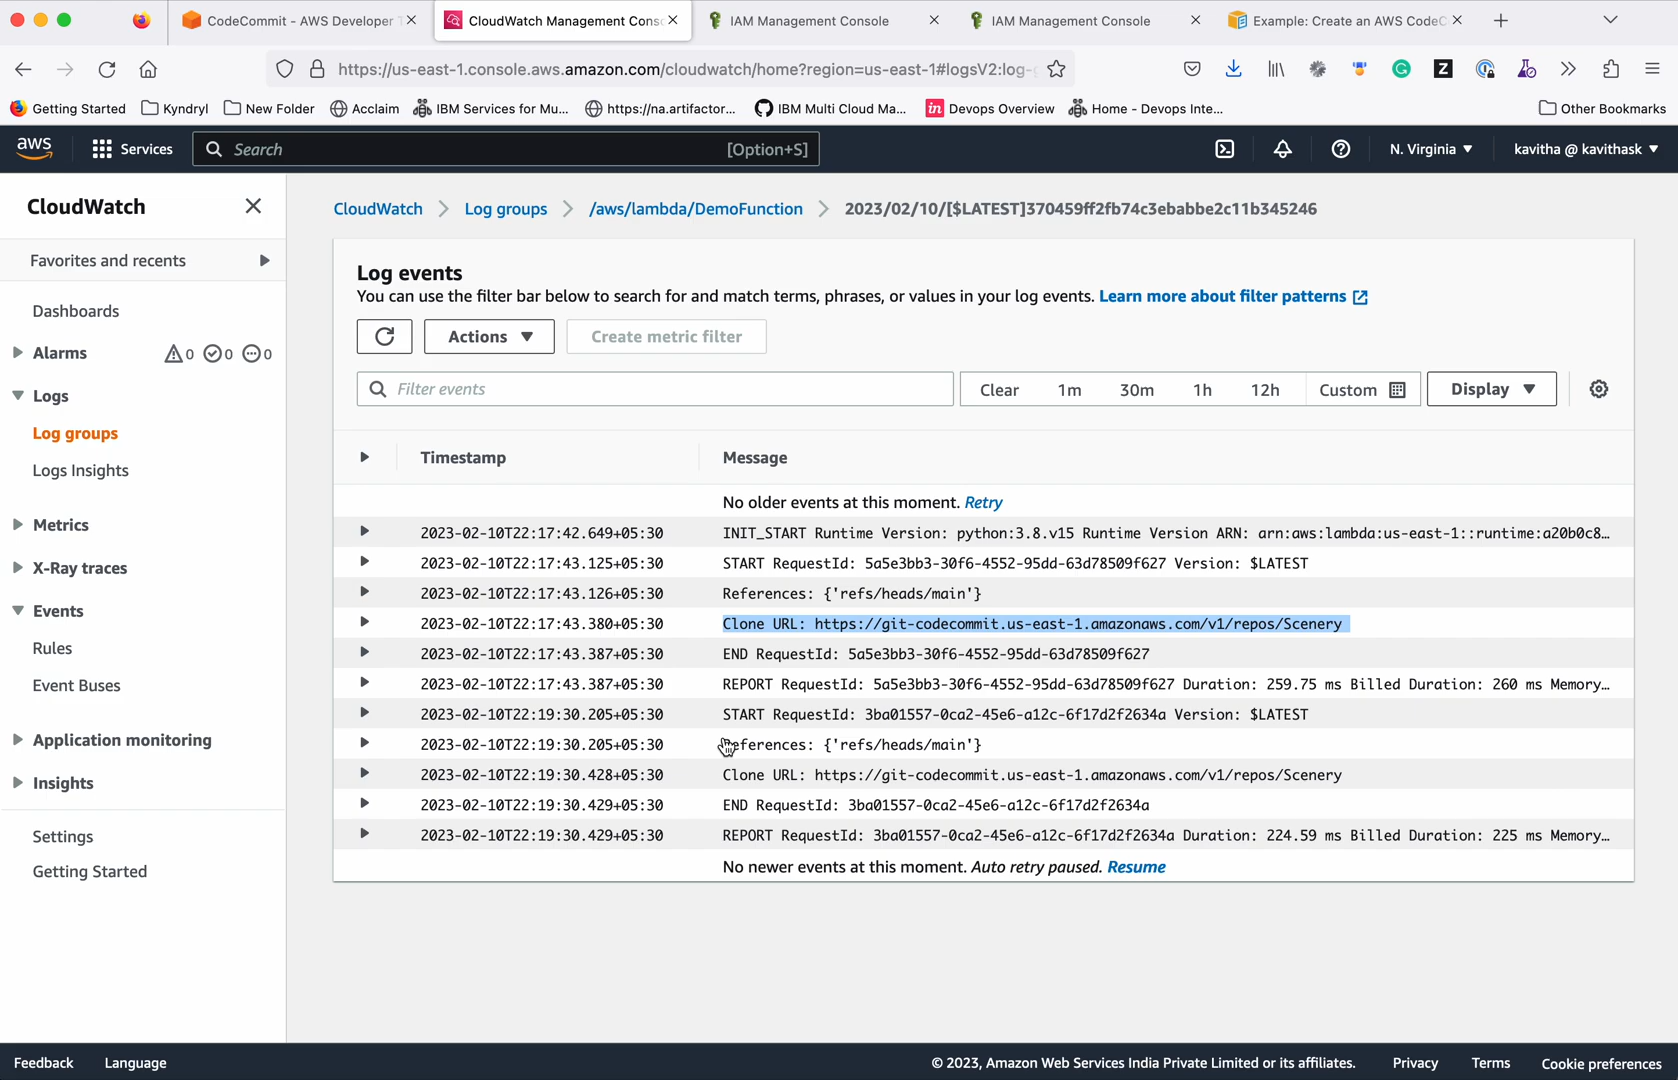 CodeCommit - AWS Developer T
CloudWatch Management Conso
IAM Management Console
IAM Management Console
Example: Create an AWS CodeC
https://us-east-1.console.aws.amazon.com/cloudwatch/home?region=us-east-1#logsV2:log-
Getting Started
Kyndryl
New Folder
Acclaim
IBM Services for Mu...
https://na.artifactor...
IBM Multi Cloud Ma...
in
Devops Overview
Home - Devops Inte...
Other Bookmarks
aws
Services
Search
[Option+S]
N. Virginia
kavitha @ kavithask
CloudWatch
Favorites and recents
Dashboards
Alarms
0
0
0
Logs
Log groups
Logs Insights
Metrics
X-Ray traces
Events
Rules
Event Buses
Application monitoring
Insights
Settings
Getting Started
CloudWatch
Log groups
/aws/lambda/DemoFunction
2023/02/10/[$LATEST]370459ff2fb74c3ebabbe2c11b345246
Log events
You can use the filter bar below to search for and match terms, phrases, or values in your log events. Learn more about filter patterns
Actions
Create metric filter
Filter events
Clear
1m
30m
1h
12h
Custom
Display
Timestamp
Message
No older events at this moment. Retry
2023-02-10T22:17:42.649+05:30 INIT_START Runtime Version: python:3.8.v15 Runtime Version ARN: arn:aws:lambda:us-east-1::runtime:a20b0c8...
2023-02-10T22:17:43.125+05:30 START RequestId: 5a5e3bb3-30f6-4552-95dd-63d78509f627 Version: $LATEST
2023-02-10T22:17:43.126+05:30 References: {'refs/heads/main'}
2023-02-10T22:17:43.380+05:30 Clone URL: https://git-codecommit.us-east-1.amazonaws.com/v1/repos/Scenery
2023-02-10T22:17:43.387+05:30 END RequestId: 5a5e3bb3-30f6-4552-95dd-63d78509f627
2023-02-10T22:17:43.387+05:30 REPORT RequestId: 5a5e3bb3-30f6-4552-95dd-63d78509f627 Duration: 259.75 ms Billed Duration: 260 ms Memory...
2023-02-10T22:19:30.205+05:30 START RequestId: 3ba01557-0ca2-45e6-a12c-6f17d2f2634a Version: $LATEST
2023-02-10T22:19:30.205+05:30 References: {'refs/heads/main'}
2023-02-10T22:19:30.428+05:30 Clone URL: https://git-codecommit.us-east-1.amazonaws.com/v1/repos/Scenery
2023-02-10T22:19:30.429+05:30 END RequestId: 3ba01557-0ca2-45e6-a12c-6f17d2f2634a
2023-02-10T22:19:30.429+05:30 REPORT RequestId: 3ba01557-0ca2-45e6-a12c-6f17d2f2634a Duration: 224.59 ms Billed Duration: 225 ms Memory...
No newer events at this moment. Auto retry paused. Resume
Feedback
Language
© 2023, Amazon Web Services India Private Limited or its affiliates.
Privacy
Terms
Cookie preferences